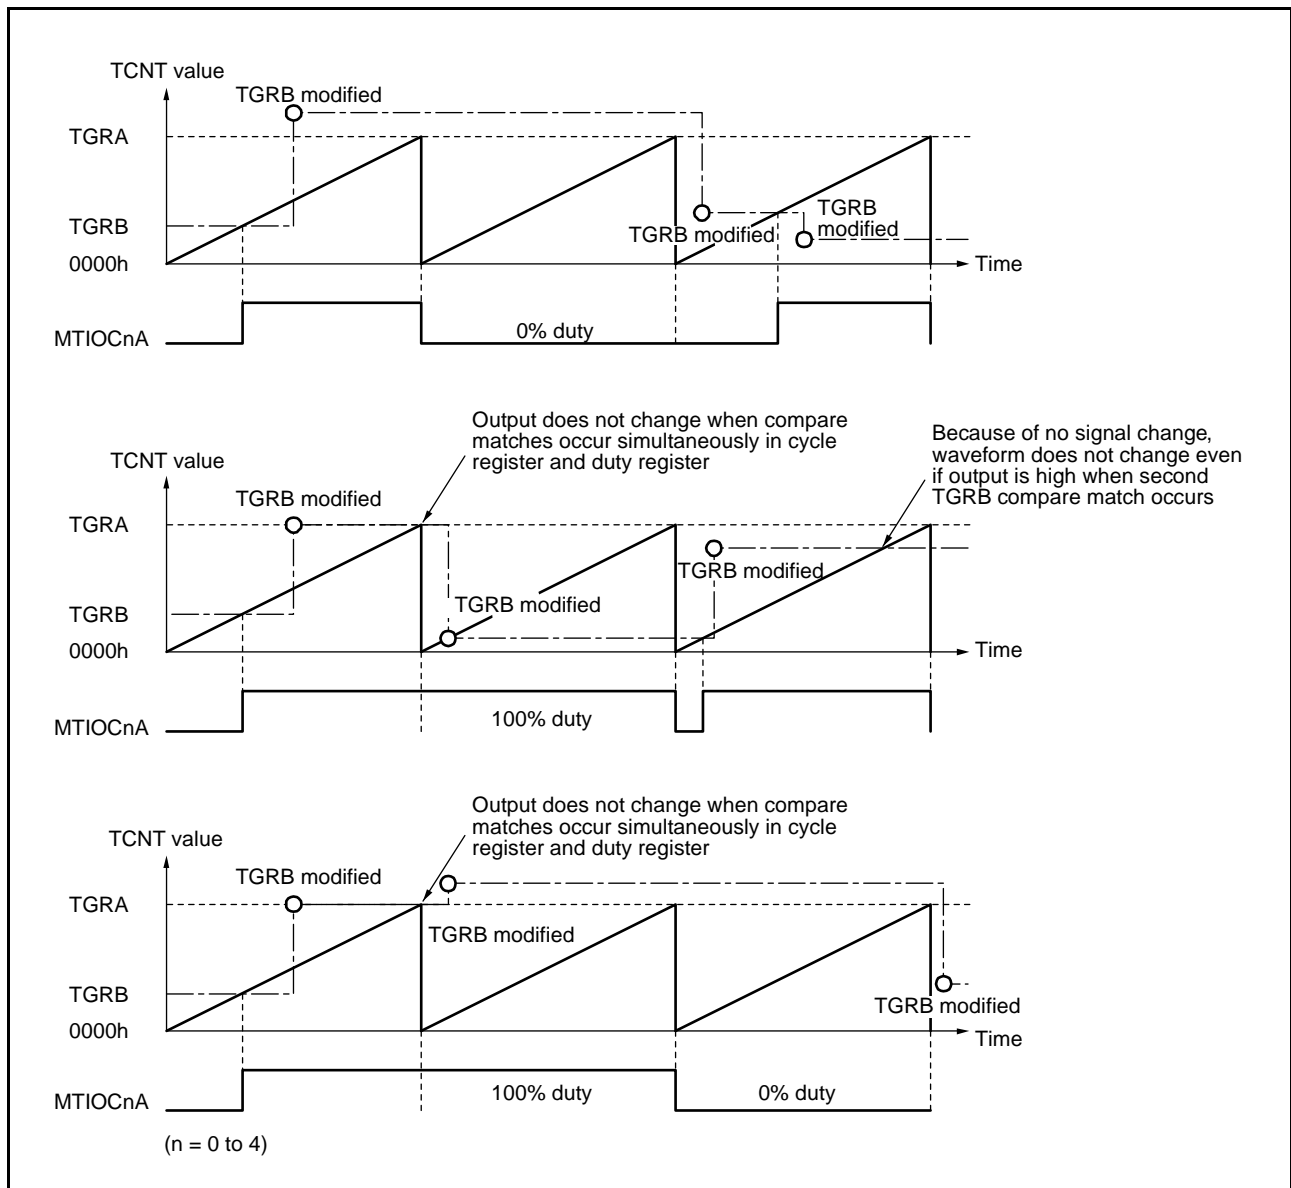 TCNT value
TGRB modified
TGRA
TGRB
modified
TGRB
TGRB modified
0000h
Time
0% duty
MTIOCnA
Output does not change when compare
matches occur simultaneously in cycle
register and duty register
Because of no signal change,
waveform does not change even
if output is high when second
TGRB compare match occurs
TCNT value
TGRB modified
TGRA
TGRB modified
TGRB modified
TGRB
0000h
Time
100% duty
MTIOCnA
Output does not change when compare
matches occur simultaneously in cycle
register and duty register
TCNT value
TGRB modified
TGRA
TGRB modified
TGRB
TGRB modified
0000h
Time
100% duty
0% duty
MTIOCnA
(n = 0 to 4)